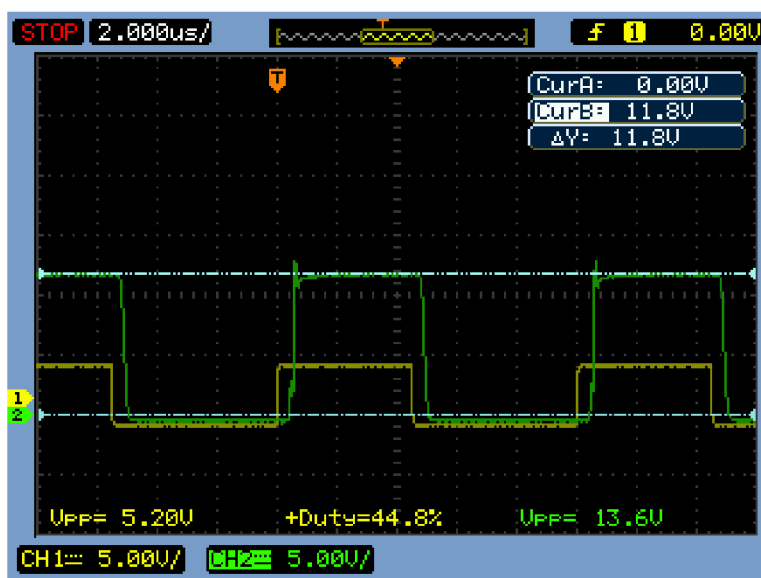 STOP 2.000us/ T 1 0.00V
T
CurA= 0.00V
CurB= 11.8V
ΔY= 11.8V
1
2
Vpp= 5.20V +Duty=44.8% Vpp= 13.6V
CH1 5.00V/ CH2 5.00V/